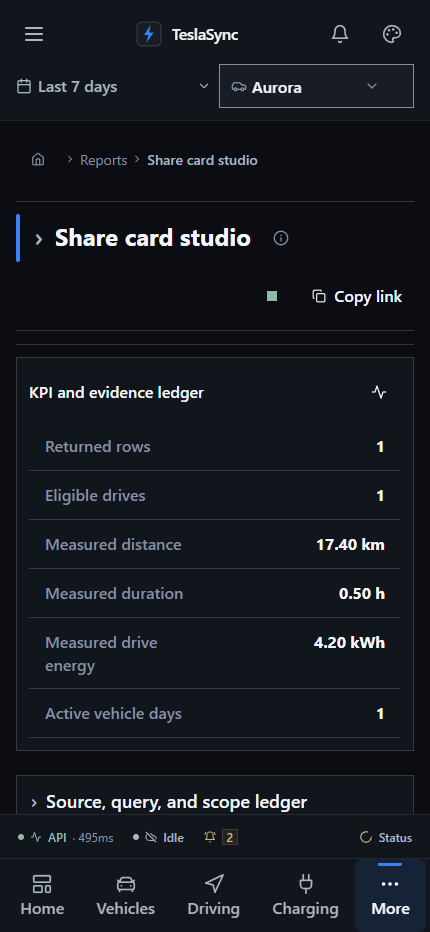 TeslaSync
Last 7 days
Aurora
Reports
Share card studio
Share card studio
Copy link
KPI and evidence ledger
Returned rows 1
Eligible drives 1
Measured distance 17.40 km
Measured duration 0.50 h
Measured drive 4.20 kWh
energy
Active vehicle days 1
Source, query, and scope ledger
API · 495ms Idle 2 Status
Home Vehicles Driving Charging More